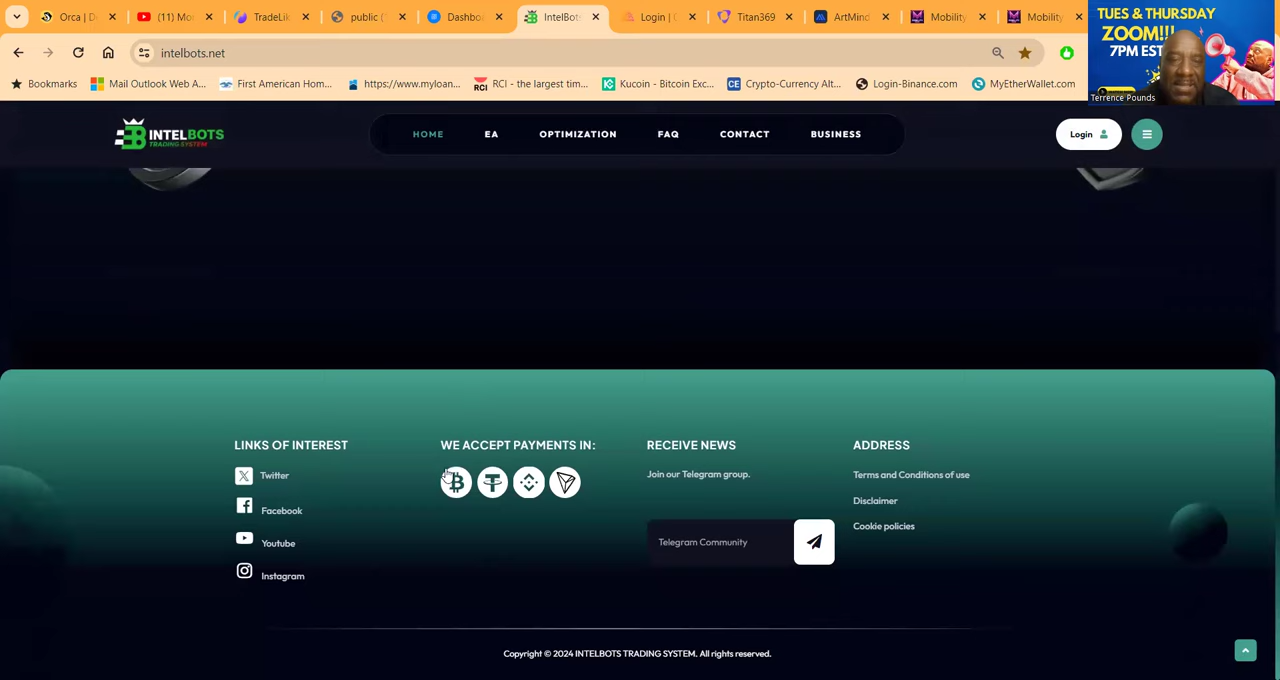 Orca | D
(11) Mo
TradeLik
public (
Dashbo
IntelBot
Login |
Titan369
ArtMind
Mobility
Mobility
intelbots.net
Bookmarks
Mail Outlook Web A...
First American Hom...
https://www.myloan...
RCI
RCI - the largest tim...
Kucoin - Bitcoin Exc...
CE
Crypto-Currency Alt...
Login-Binance.com
MyEtherWallet.com
TUES & THURSDAY
ZOOM!!!
7PM EST
Terrence Pounds
INTELBOTS
TRADING SYSTEM
HOME
EA
OPTIMIZATION
FAQ
CONTACT
BUSINESS
Login
LINKS OF INTEREST
Twitter
Facebook
Youtube
Instagram
WE ACCEPT PAYMENTS IN:
RECEIVE NEWS
Join our Telegram group.
Telegram Community
ADDRESS
Terms and Conditions of use
Disclaimer
Cookie policies
Copyright © 2024 INTELBOTS TRADING SYSTEM. All rights reserved.